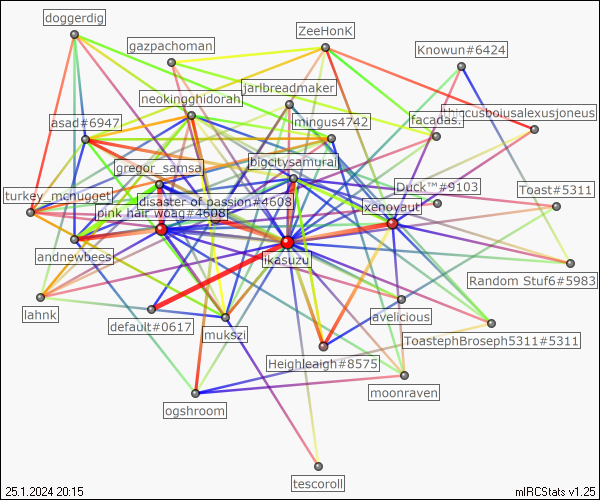 doggerdig
ZeeHonK
gazpachoman
Knowun#6424
jarlbreadmaker
neokingghidorah
thiccusboiusalexusjoneus
facadas.
mingus4742
asad#6947
bigcitysamurai
gregor_samsa
Duck™#9103
turkey_mcnugget
Toast#5311
disaster of passion#4608
xenovaut
pink hair woag#4608
andnewbees
ikasuzu
Random Stuf6#5983
lahnk
avelicious
default#0617
mukszi
ToastephBroseph5311#5311
Heighleaigh#8575
moonraven
ogshroom
tescoroll
25.1.2024 20:15
mIRCStats v1.25